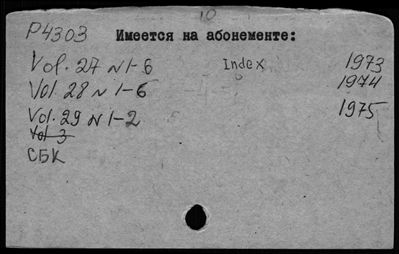 10
P4303 Имеется на абонементе:
Vol. 27 N 1-6 Index 1973
Vol 28 N 1-6 1974
Vol. 29 N 1-2 1975
Vol 3
СБК